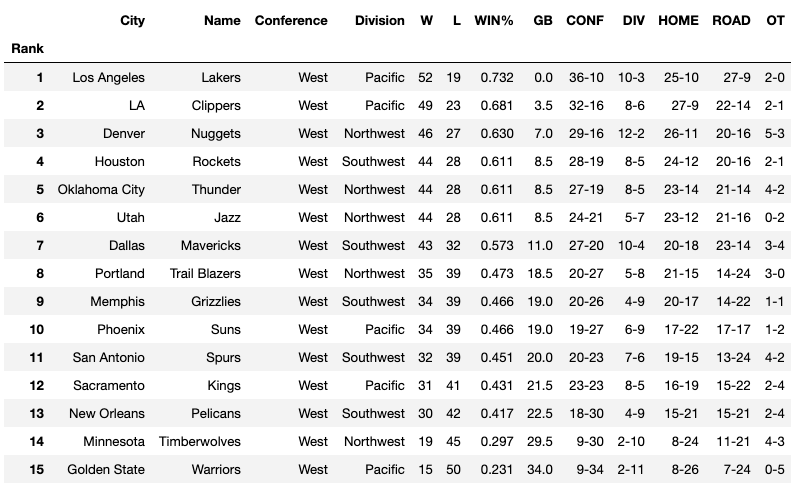 City Name Conference Division W L WIN% GB CONF DIV HOME ROAD OT
Rank
1 Los Angeles Lakers West Pacific 52 19 0.732 0.0 36-10 10-3 25-10 27-9 2-0
2 LA Clippers West Pacific 49 23 0.681 3.5 32-16 8-6 27-9 22-14 2-1
3 Denver Nuggets West Northwest 46 27 0.630 7.0 29-16 12-2 26-11 20-16 5-3
4 Houston Rockets West Southwest 44 28 0.611 8.5 28-19 8-5 24-12 20-16 2-1
5 Oklahoma City Thunder West Northwest 44 28 0.611 8.5 27-19 8-5 23-14 21-14 4-2
6 Utah Jazz West Northwest 44 28 0.611 8.5 24-21 5-7 23-12 21-16 0-2
7 Dallas Mavericks West Southwest 43 32 0.573 11.0 27-20 10-4 20-18 23-14 3-4
8 Portland Trail Blazers West Northwest 35 39 0.473 18.5 20-27 5-8 21-15 14-24 3-0
9 Memphis Grizzlies West Southwest 34 39 0.466 19.0 20-26 4-9 20-17 14-22 1-1
10 Phoenix Suns West Pacific 34 39 0.466 19.0 19-27 6-9 17-22 17-17 1-2
11 San Antonio Spurs West Southwest 32 39 0.451 20.0 20-23 7-6 19-15 13-24 4-2
12 Sacramento Kings West Pacific 31 41 0.431 21.5 23-23 8-5 16-19 15-22 2-4
13 New Orleans Pelicans West Southwest 30 42 0.417 22.5 18-30 4-9 15-21 15-21 2-4
14 Minnesota Timberwolves West Northwest 19 45 0.297 29.5 9-30 2-10 8-24 11-21 4-3
15 Golden State Warriors West Pacific 15 50 0.231 34.0 9-34 2-11 8-26 7-24 0-5